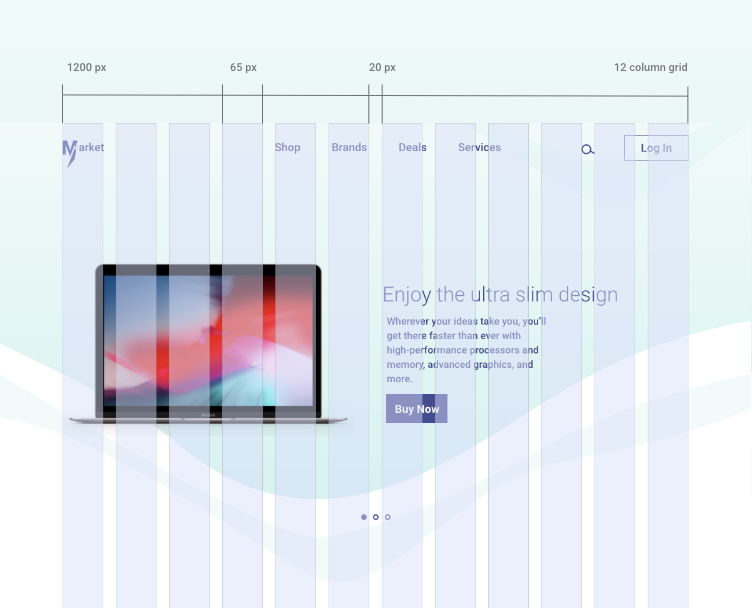 1200 px 65 px 20 px 12 column grid
Market Shop Brands Deals Services Log In
Enjoy the ultra slim design
Wherever your ideas take you, you'll
get there faster than ever with
high-performance processors and
memory, advanced graphics, and
more.
Buy Now